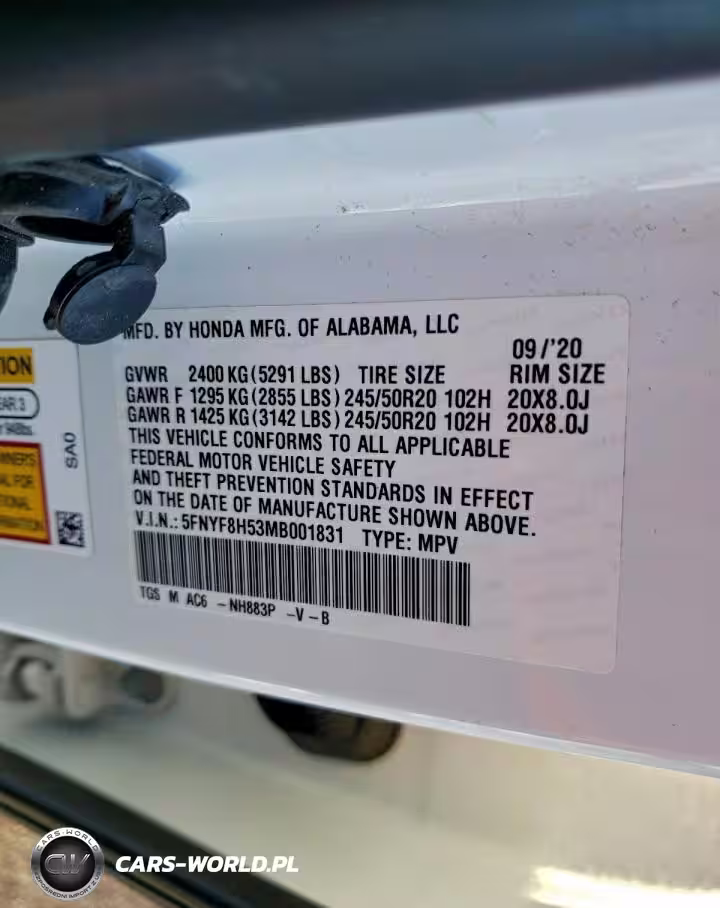 MFD. BY HONDA MFG. OF ALABAMA, LLC
09/'20
GVWR 2400 KG (5291 LBS) TIRE SIZE RIM SIZE
GAWR F 1295 KG (2855 LBS) 245/50R20 102H 20X8.0J
GAWR R 1425 KG (3142 LBS) 245/50R20 102H 20X8.0J
THIS VEHICLE CONFORMS TO ALL APPLICABLE
FEDERAL MOTOR VEHICLE SAFETY
AND THEFT PREVENTION STANDARDS IN EFFECT
ON THE DATE OF MANUFACTURE SHOWN ABOVE.
V.I.N.: 5FNYF8H53MB001831 TYPE: MPV
TGS M AC6 -NH883P -V-B
SA0
CARS-WORLD
CW
CARS-WORLD.PL